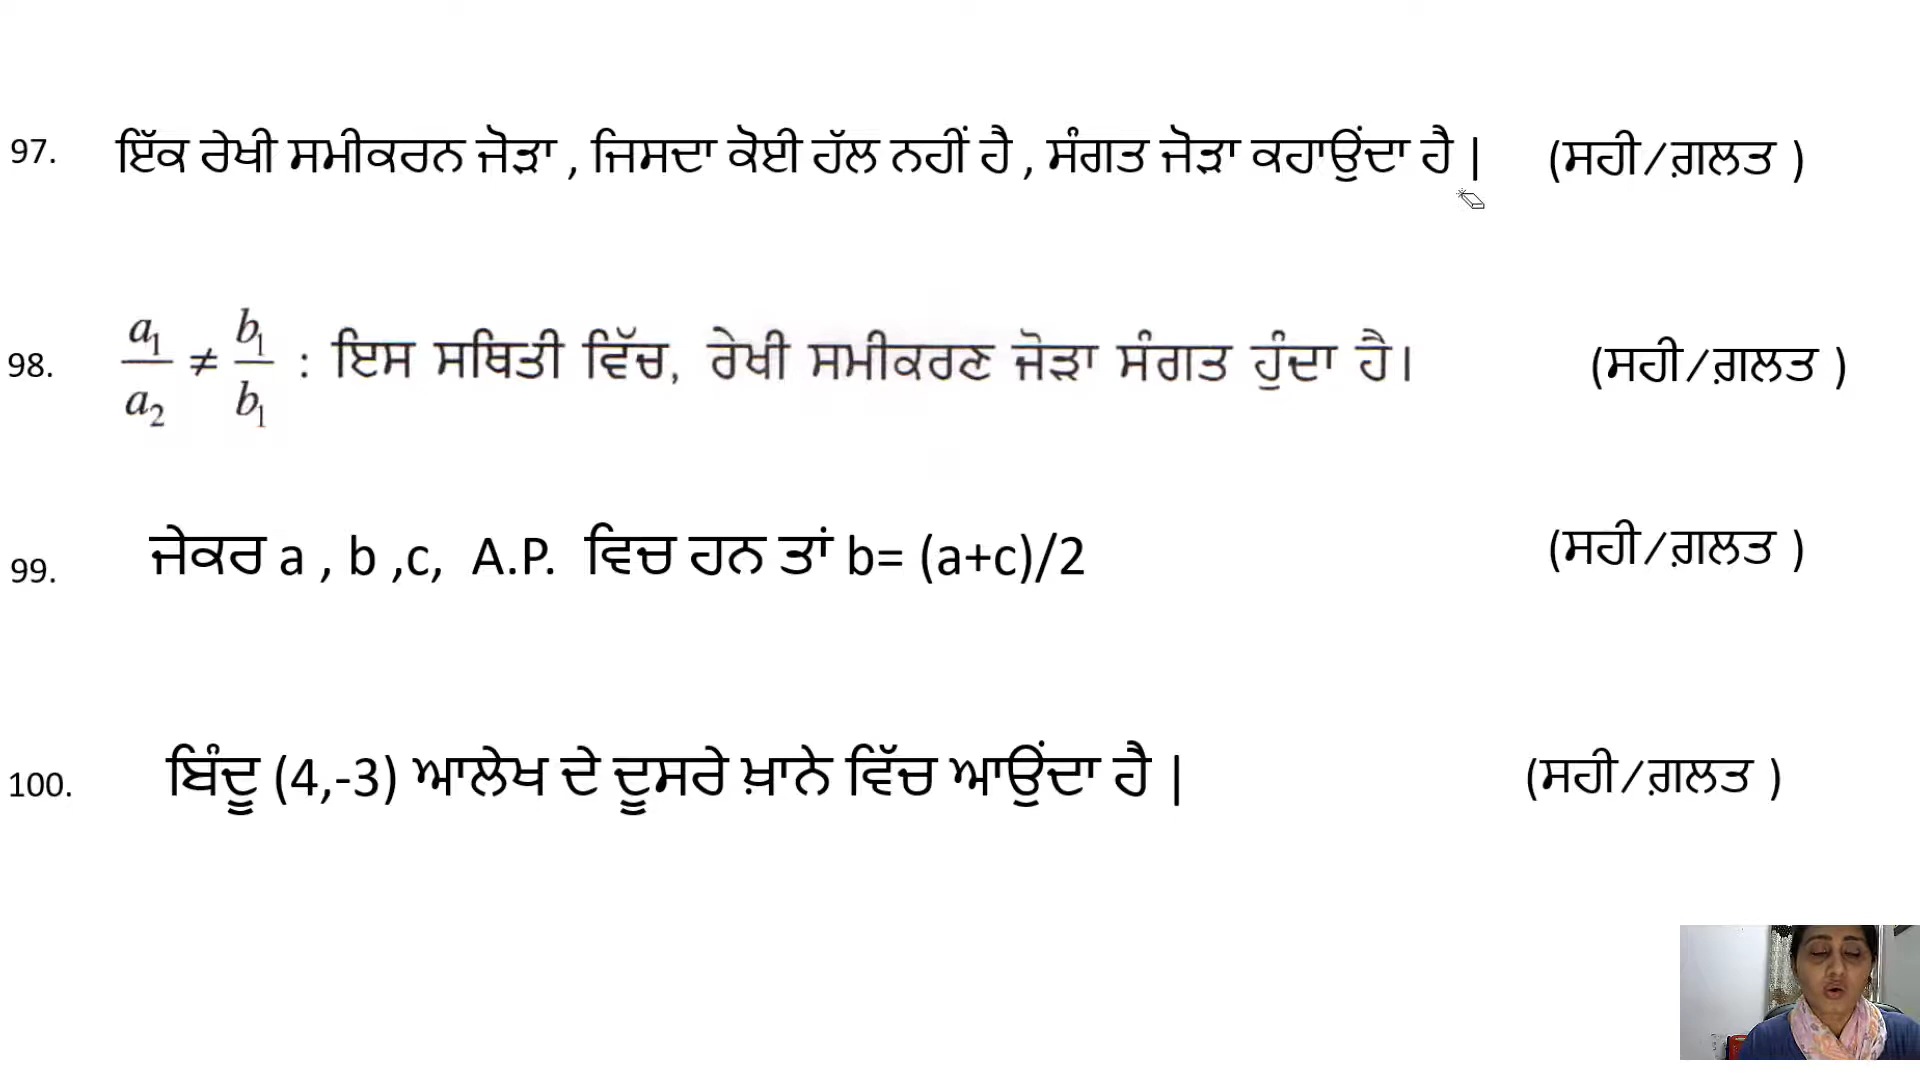 97. ਇੱਕ ਰੇਖੀ ਸਮੀਕਰਨ ਜੋੜਾ , ਜਿਸਦਾ ਕੋਈ ਹੱਲ ਨਹੀਂ ਹੈ , ਸੰਗਤ ਜੋੜਾ ਕਹਾਉਂਦਾ ਹੈ | (ਸਹੀ/ਗ਼ਲਤ )
98. a₁/a₂ ≠ b₁/b₁ : ਇਸ ਸਥਿਤੀ ਵਿੱਚ, ਰੇਖੀ ਸਮੀਕਰਣ ਜੋੜਾ ਸੰਗਤ ਹੁੰਦਾ ਹੈ। (ਸਹੀ/ਗ਼ਲਤ )
99. ਜੇਕਰ a , b ,c, A.P. ਵਿਚ ਹਨ ਤਾਂ b= (a+c)/2 (ਸਹੀ/ਗ਼ਲਤ )
100. ਬਿੰਦੂ (4,-3) ਆਲੇਖ ਦੇ ਦੂਸਰੇ ਖ਼ਾਨੇ ਵਿੱਚ ਆਉਂਦਾ ਹੈ | (ਸਹੀ/ਗ਼ਲਤ )